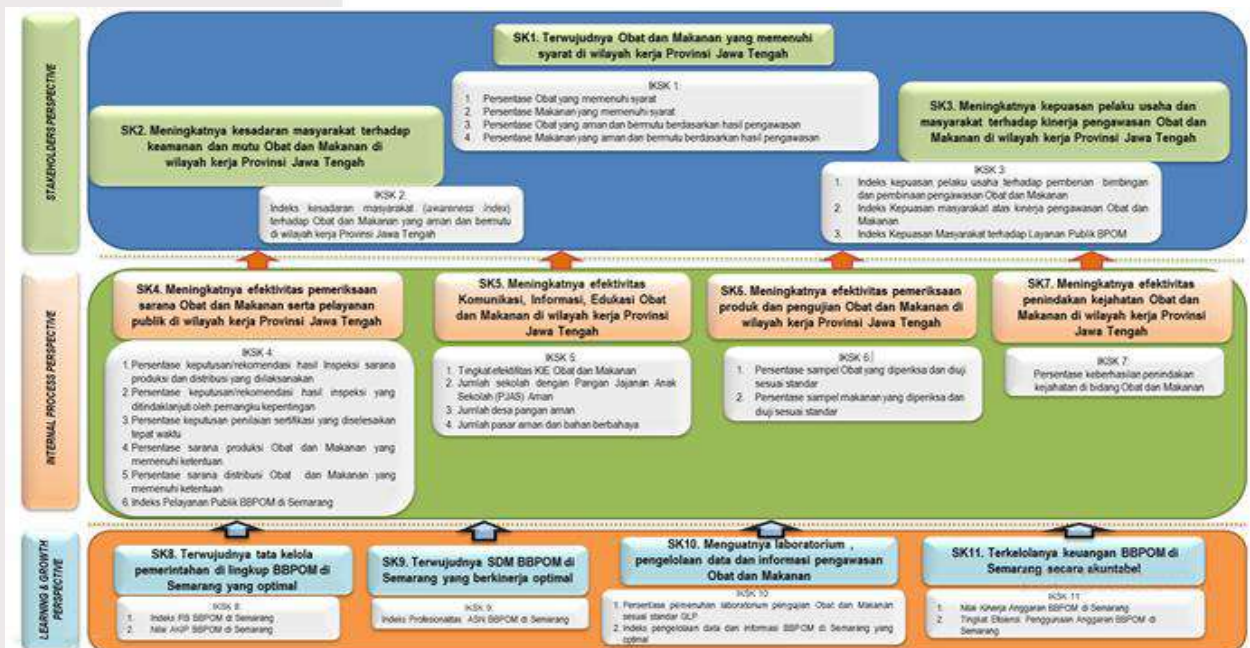 STAKEHOLDERS PERSPECTIVE
SK1. Terwujudnya Obat dan Makanan yang memenuhi
syarat di wilayah kerja Provinsi Jawa Tengah
IKSK 1:
1. Persentase Obat yang memenuhi syarat
2. Persentase Makanan yang memenuhi syarat
3. Persentase Obat yang aman dan bermutu berdasarkan hasil pengawasan
4. Persentase Makanan yang aman dan bermutu berdasarkan hasil pengawasan
SK2. Meningkatnya kesadaran masyarakat terhadap
keamanan dan mutu Obat dan Makanan di
wilayah kerja Provinsi Jawa Tengah
IKSK 2:
Indeks kesadaran masyarakat (awareness index)
terhadap Obat dan Makanan yang aman dan bermutu
di wilayah kerja Provinsi Jawa Tengah
SK3. Meningkatnya kepuasan pelaku usaha dan
masyarakat terhadap kinerja pengawasan Obat dan
Makanan di wilayah kerja Provinsi Jawa Tengah
IKSK 3:
1. Indeks kepuasan pelaku usaha terhadap pemberian bimbingan
dan pembinaan pengawasan Obat dan Makanan
2. Indeks Kepuasan masyarakat atas kinerja pengawasan Obat dan
Makanan
3. Indeks Kepuasan Masyarakat terhadap Layanan Publik BPOM
INTERNAL PROCESS PERSPECTIVE
SK4. Meningkatnya efektivitas pemeriksaan
sarana Obat dan Makanan serta pelayanan
publik di wilayah kerja Provinsi Jawa Tengah
IKSK 4:
1. Persentase keputusan/rekomendasi hasil Inspeksi sarana
produksi dan distribusi yang dilaksanakan
2. Persentase keputusan/rekomendasi hasil inspeksi yang
ditindaklanjuti oleh pemangku kepentingan
3. Persentase keputusan penilaian sertifikasi yang diselesaikan
tepat waktu
4. Persentase sarana produksi Obat dan Makanan yang
memenuhi ketentuan
5. Persentase sarana distribusi Obat dan Makanan yang
memenuhi ketentuan
6. Indeks Pelayanan Publik BBPOM di Semarang
SK5. Meningkatnya efektivitas
Komunikasi, Informasi, Edukasi Obat
dan Makanan di wilayah kerja Provinsi
Jawa Tengah
IKSK 5:
1. Tingkat efektifitas KIE Obat dan Makanan
2. Jumlah sekolah dengan Pangan Jajanan Anak
Sekolah (PJAS) Aman
3. Jumlah desa pangan aman
4. Jumlah pasar aman dari bahan berbahaya
SK6. Meningkatnya efektivitas pemeriksaan
produk dan pengujian Obat dan Makanan di
wilayah kerja Provinsi Jawa Tengah
IKSK 6:
1. Persentase sampel Obat yang diperiksa dan diuji
sesuai standar
2. Persentase sampel makanan yang diperiksa dan
diuji sesuai standar
SK7. Meningkatnya efektivitas
penindakan kejahatan Obat dan
Makanan di wilayah kerja Provinsi
Jawa Tengah
IKSK 7:
Persentase keberhasilan penindakan
kejahatan di bidang Obat dan Makanan
LEARNING & GROWTH PERSPECTIVE
SK8. Terwujudnya tata kelola
pemerintahan di lingkup BBPOM di
Semarang yang optimal
IKSK 8:
1. Indeks RB BBPOM di Semarang
2. Nilai AKIP BBPOM di Semarang
SK9. Terwujudnya SDM BBPOM di
Semarang yang berkinerja optimal
IKSK 9:
Indeks Profesionalitas ASN BBPOM di Semarang
SK10. Menguatnya laboratorium ,
pengelolaan data dan informasi pengawasan
Obat dan Makanan
IKSK 10:
1. Persentase pemenuhan laboratorium pengujian Obat dan Makanan
sesuai standar GLP
2. Indeks pengelolaan data dan informasi BBPOM di Semarang yang
optimal
SK11. Terkelolanya keuangan BBPOM di
Semarang secara akuntabel
IKSK 11:
1. Nilai Kinerja Anggaran BBPOM di Semarang
2. Tingkat Efisiensi Penggunaan Anggaran BBPOM di
Semarang